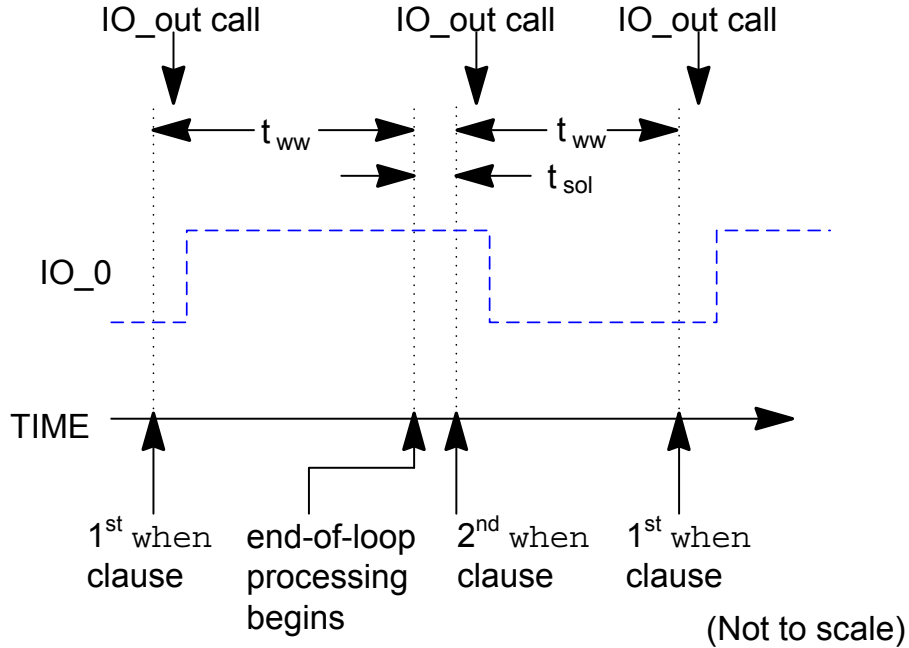 IO_out call IO_out call IO_out call
t ww t ww
t sol
IO_0
TIME
1st when clause
end-of-loop processing begins
2nd when clause
1st when clause
(Not to scale)